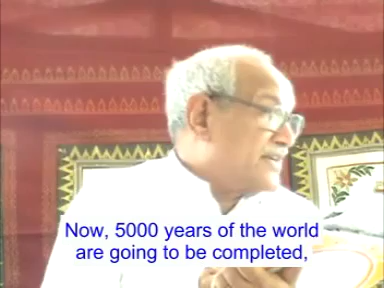 Now, 5000 years of the world
are going to be completed,